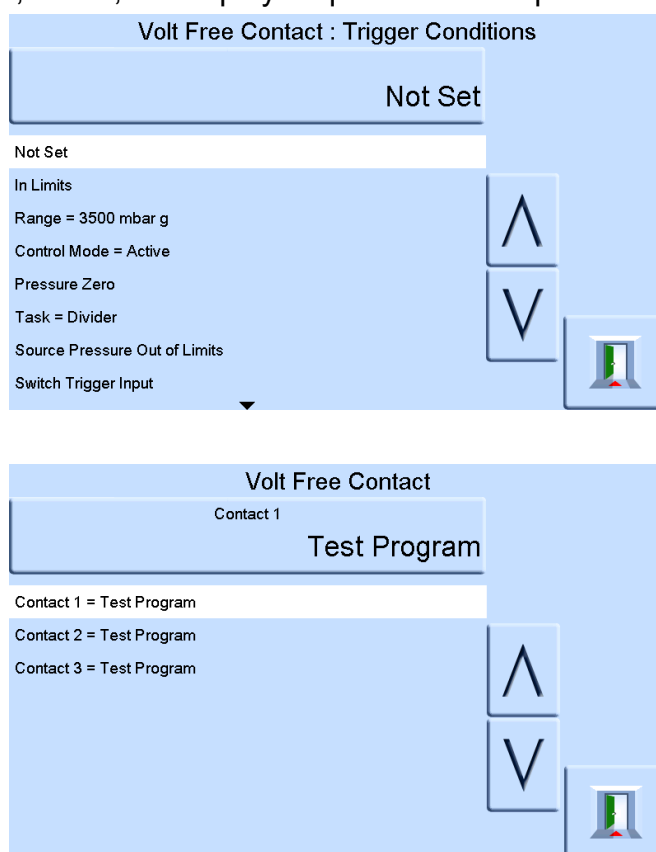 Volt Free Contact : Trigger Conditions
Not Set
Not Set
In Limits
Range = 3500 mbar g
Control Mode = Active
Pressure Zero
Task = Divider
Source Pressure Out of Limits
Switch Trigger Input
Volt Free Contact
Contact 1
Test Program
Contact 1 = Test Program
Contact 2 = Test Program
Contact 3 = Test Program